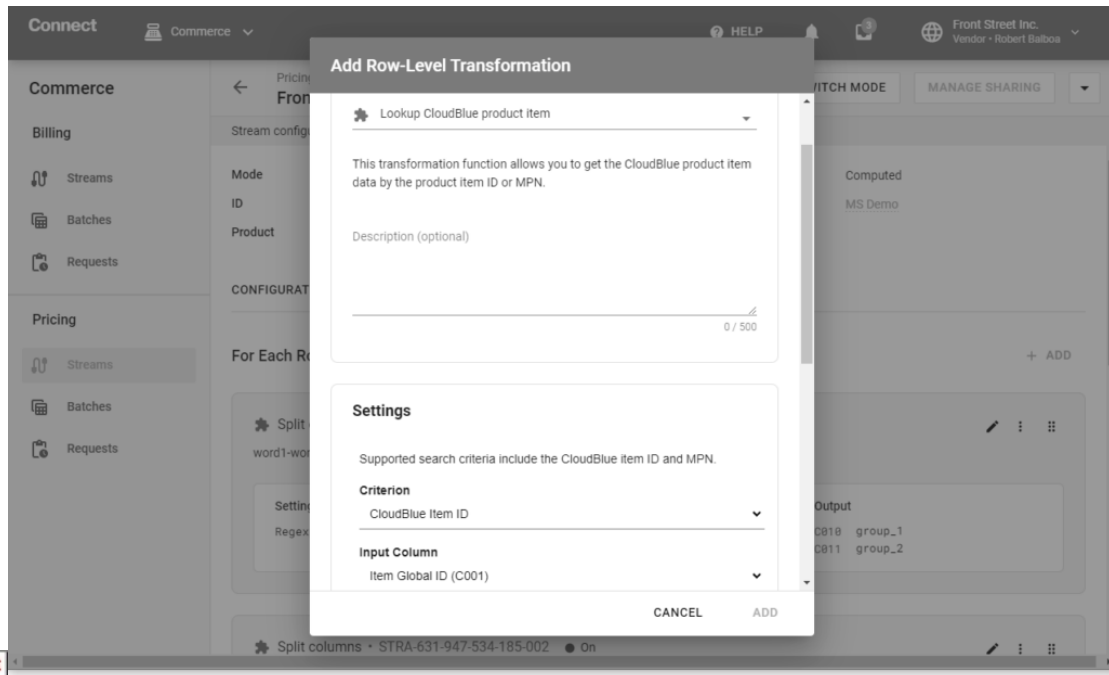 Connect
Commerce
HELP
3
Front Street Inc.
Vendor • Robert Balboa
Commerce
Billing
Streams
Batches
Requests
Pricing
Streams
Batches
Requests
Pricing
Fron
WITCH MODE
MANAGE SHARING
Stream configu
Mode
ID
Product
Computed
MS Demo
CONFIGURAT
For Each Ro
+ ADD
Split
word1-wor
Setting
Regex
Output
C010 group_1
C011 group_2
Split columns • STRA-631-947-534-185-002 ● On
Add Row-Level Transformation
Lookup CloudBlue product item
This transformation function allows you to get the CloudBlue product item
data by the product item ID or MPN.
Description (optional)
0 / 500
Settings
Supported search criteria include the CloudBlue item ID and MPN.
Criterion
CloudBlue Item ID
Input Column
Item Global ID (C001)
CANCEL
ADD